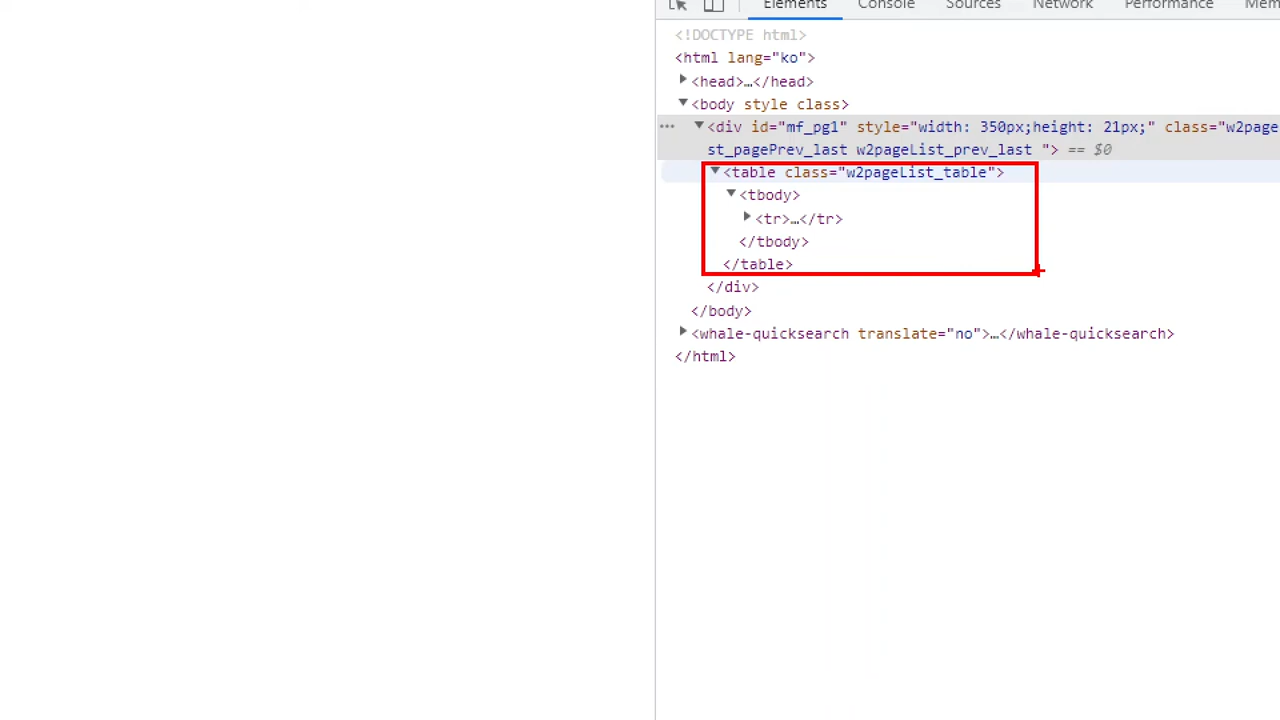 Elements Console Sources Network Performance Mem
<!DOCTYPE html>
<html lang="ko">
<head>…</head>
<body style class>
<div id="mf_pg1" style="width: 350px;height: 21px;" class="w2page
st_pagePrev_last w2pageList_prev_last "> == $0
<table class="w2pageList_table">
<tbody>
<tr>…</tr>
</tbody>
</table>
</div>
</body>
<whale-quicksearch translate="no">…</whale-quicksearch>
</html>